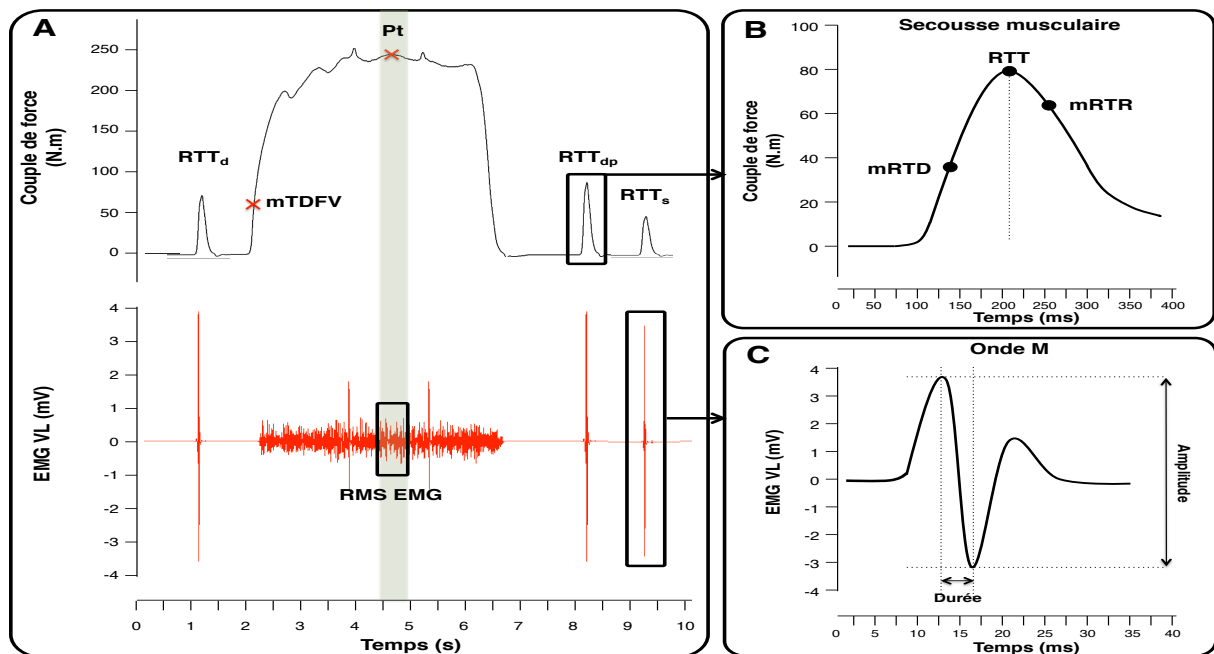 A
Pt
250
200
150
100
50
0
Couple de force
(N.m)
RTTd
mTDFV
RTTdp
RTTs
4
3
2
1
0
-1
-2
-3
-4
EMG VL (mV)
RMS EMG
0 1 2 3 4 5 6 7 8 9 10
Temps (s)
B
Secousse musculaire
RTT
100
80
60
40
20
0
Couple de force
(N.m)
mRTD
mRTR
0 50 100 150 200 250 300 350 400
Temps (ms)
C
Onde M
4
3
2
1
0
-1
-2
-3
-4
EMG VL (mV)
Amplitude
Durée
0 5 10 15 20 25 30 35 40
Temps (ms)